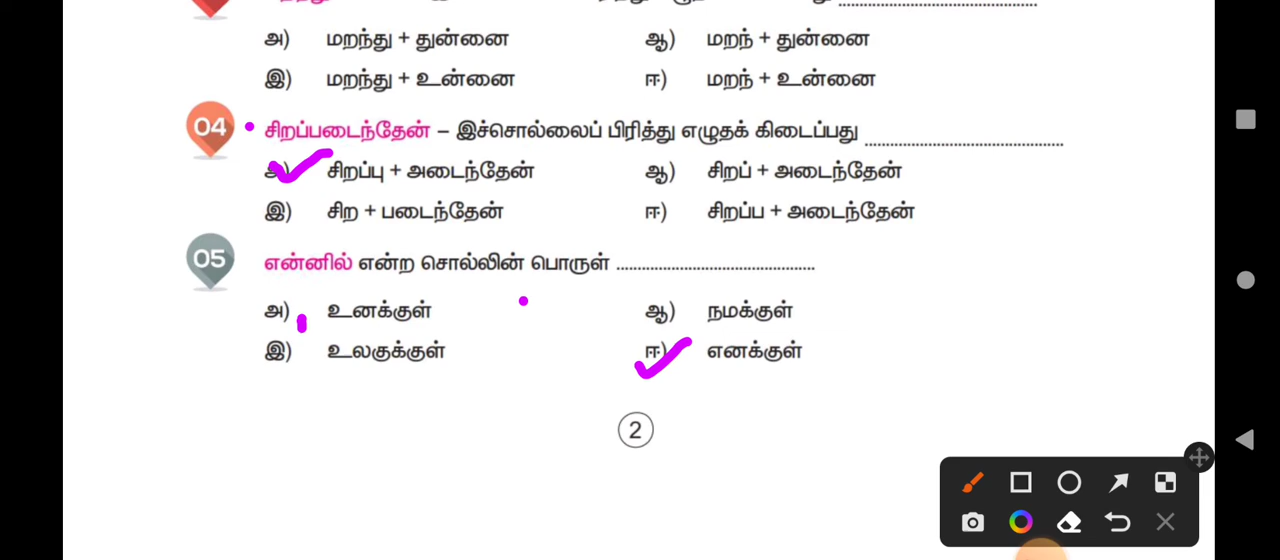 அ) மறந்து + துன்னை ஆ) மறந் + துன்னை
இ) மறந்து + உன்னை ஈ) மறந் + உன்னை
04 சிறப்படைந்தேன் – இச்சொல்லைப் பிரித்து எழுதக் கிடைப்பது ........................................
அ) சிறப்பு + அடைந்தேன் ஆ) சிறப் + அடைந்தேன்
இ) சிற + படைந்தேன் ஈ) சிறப்ப + அடைந்தேன்
05 என்னில் என்ற சொல்லின் பொருள் ........................................
அ) உனக்குள் ஆ) நமக்குள்
இ) உலகுக்குள் ஈ) எனக்குள்
2